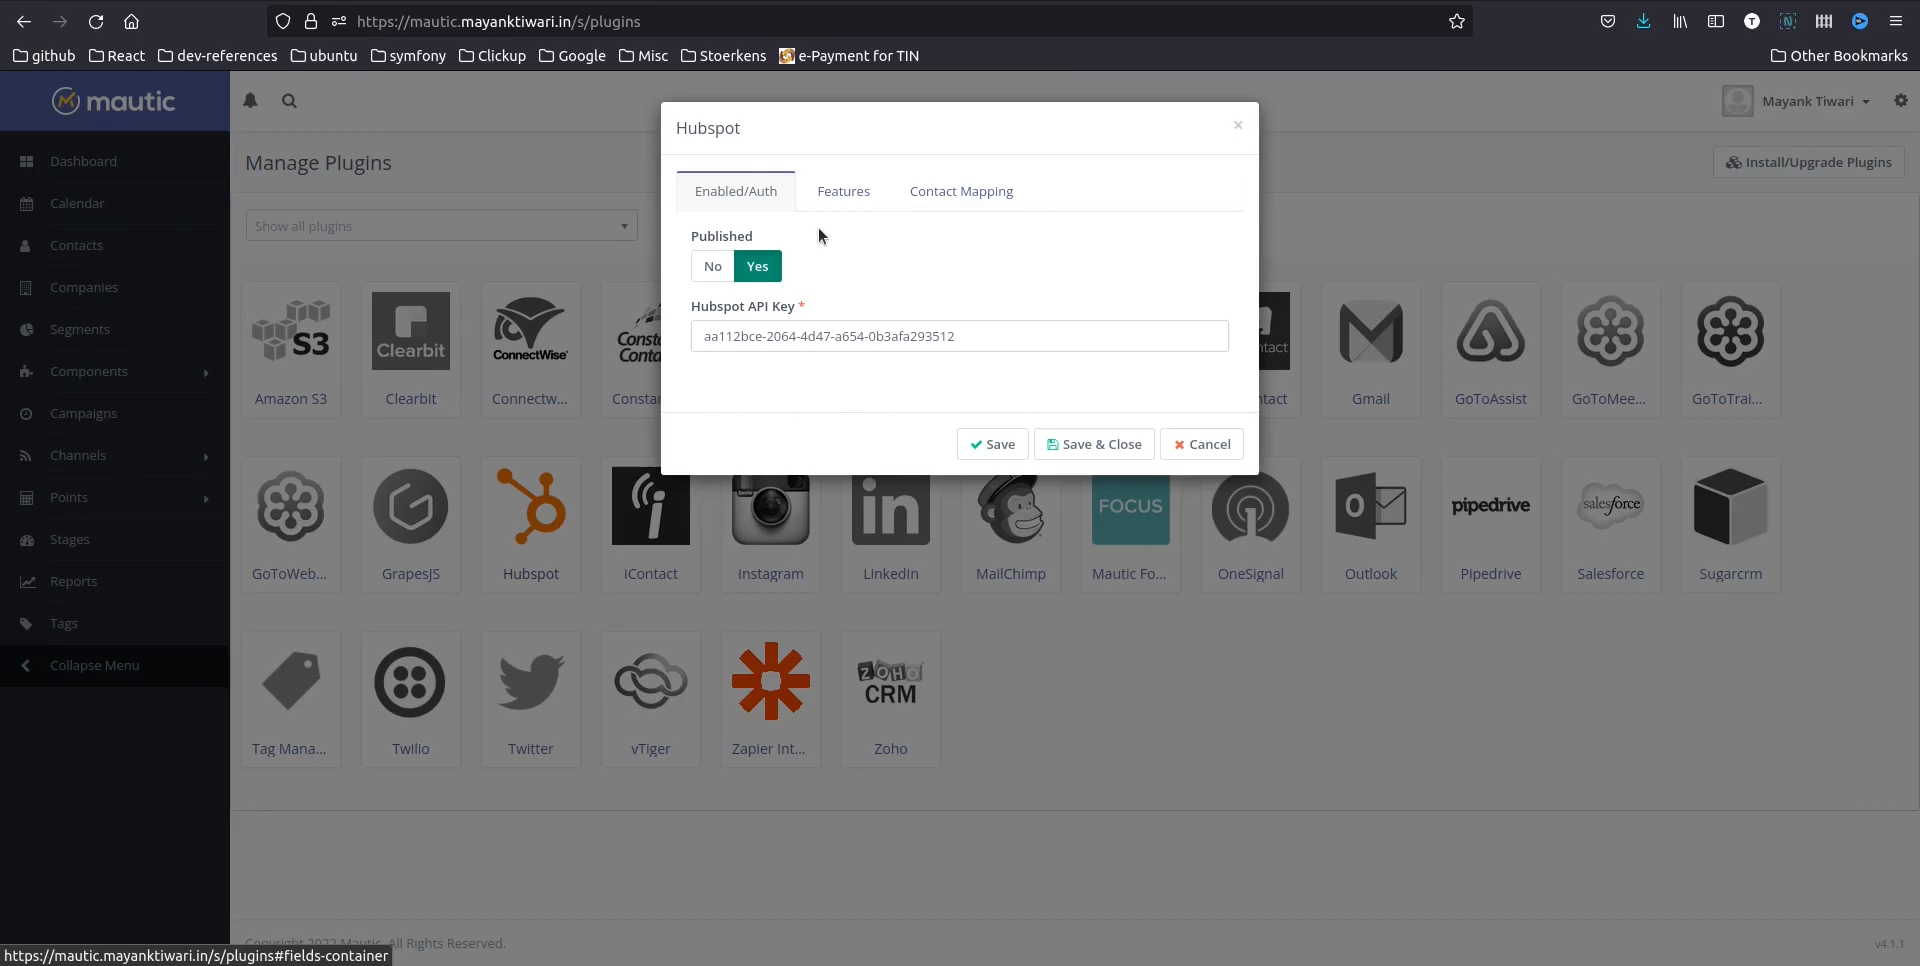 https://mautic.mayanktiwari.in/s/plugins
github React dev-references ubuntu symfony Clickup Google Misc Stoerkens e-Payment for TIN Other Bookmarks
mautic
Mayank Tiwari
Dashboard
Calendar
Contacts
Companies
Segments
Components
Campaigns
Channels
Points
Stages
Reports
Tags
Collapse Menu
Manage Plugins
Install/Upgrade Plugins
Show all plugins
Hubspot
×
Enabled/Auth Features Contact Mapping
Published
No Yes
Hubspot API Key *
aa112bce-2064-4d47-a654-0b3afa293512
Save Save & Close Cancel
S3
Clearbit
ConnectWise
Amazon S3 Clearbit Connectw... Gmail GoToAssist GoToMee... GoToTrai...
in
FOCUS
O
pipedrive
salesforce
GoToWeb... GrapesJS Hubspot iContact Instagram LinkedIn MailChimp Mautic Fo... OneSignal Outlook Pipedrive Salesforce Sugarcrm
ZOHO
CRM
Tag Mana... Twilio Twitter vTiger Zapier Int... Zoho
Copyright 2022 Mautic. All Rights Reserved.
v4.1.1
https://mautic.mayanktiwari.in/s/plugins#fields-container